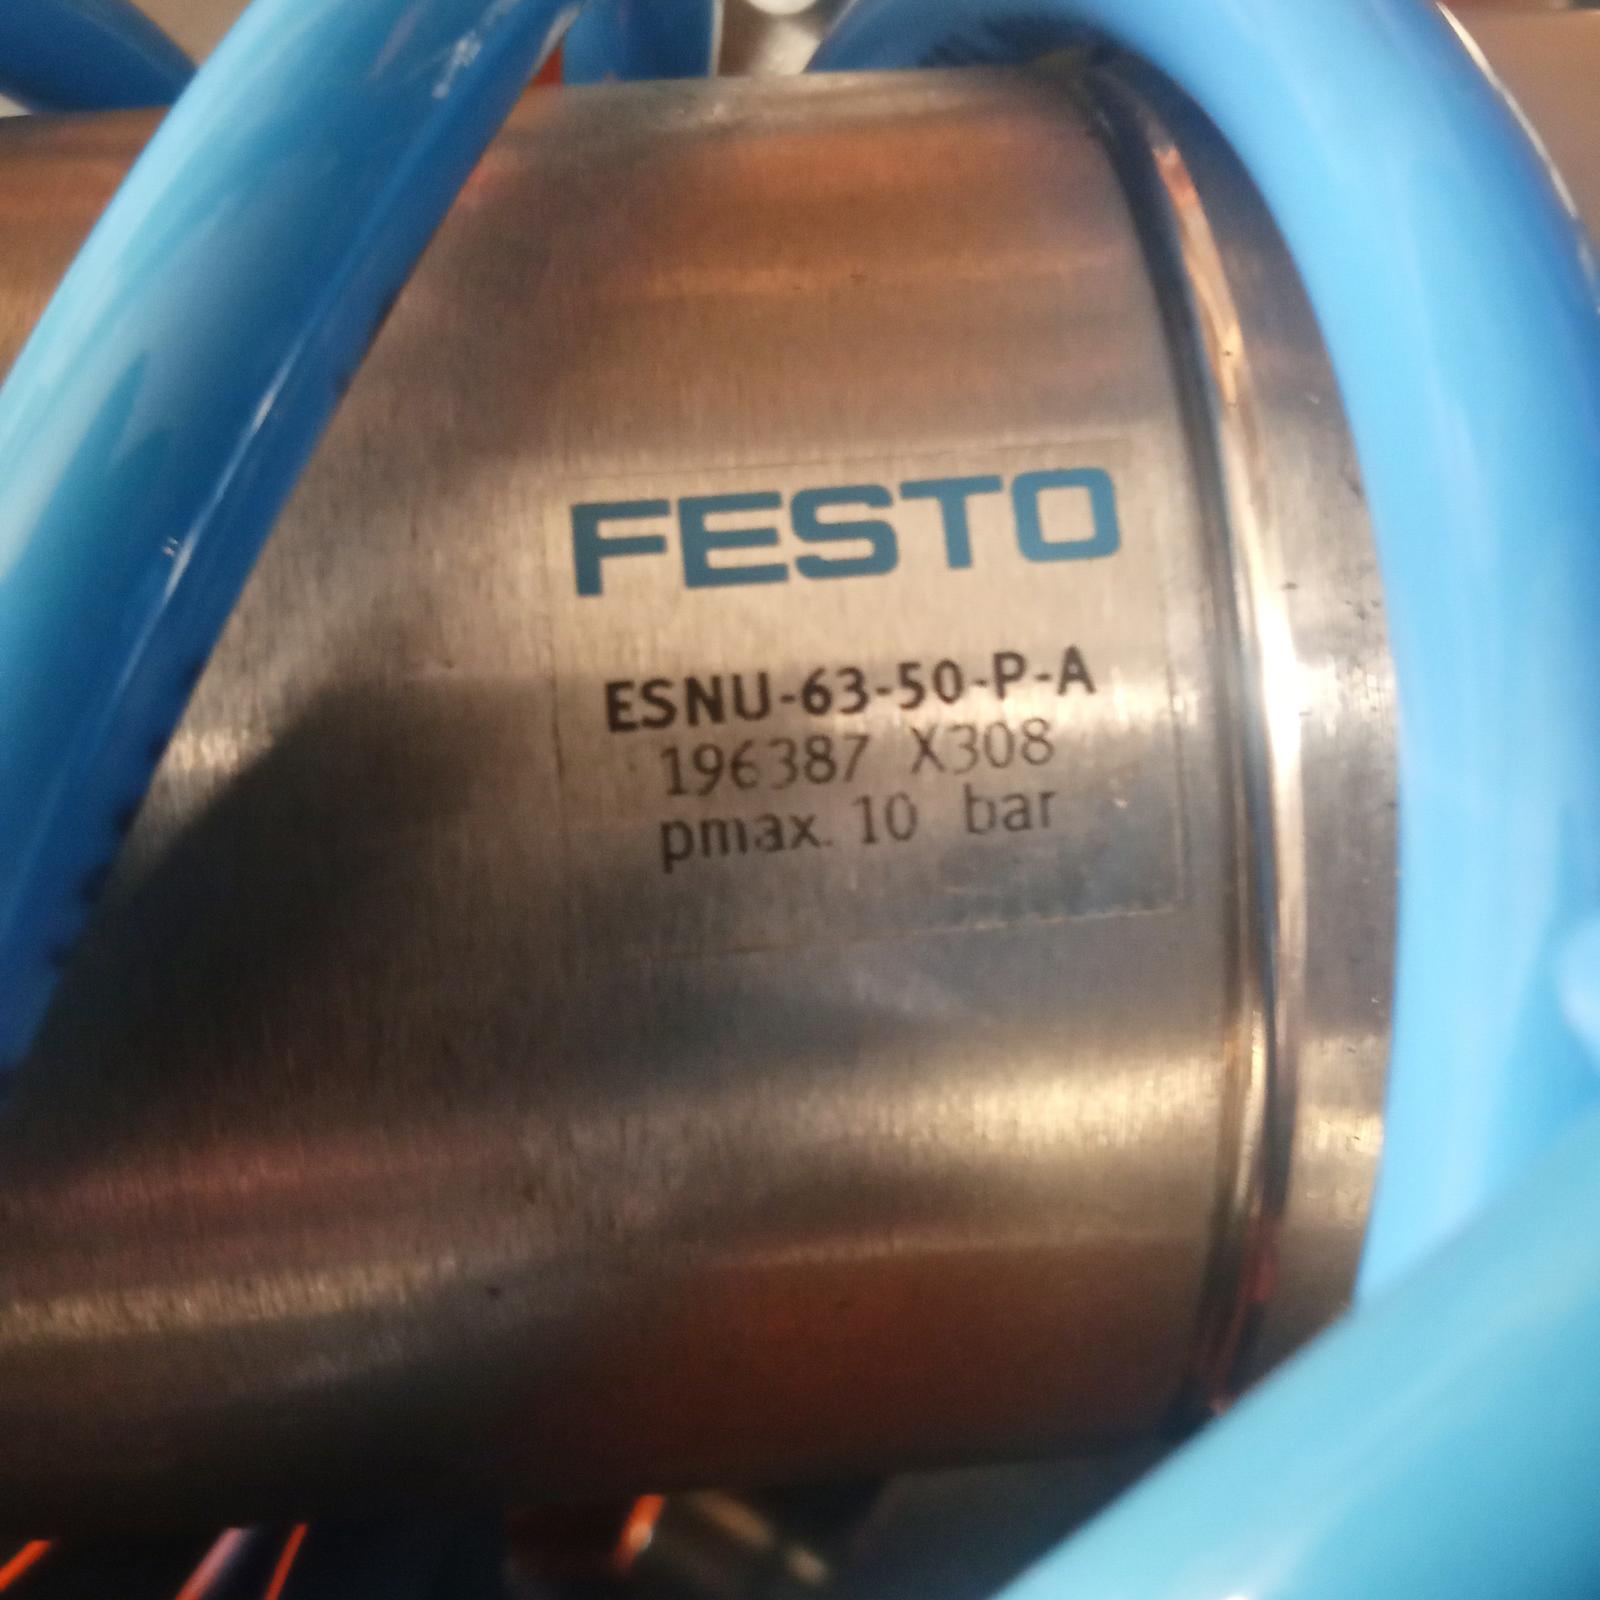 FESTO
ESNU-63-50-P-A
196387 X308
pmax. 10 bar